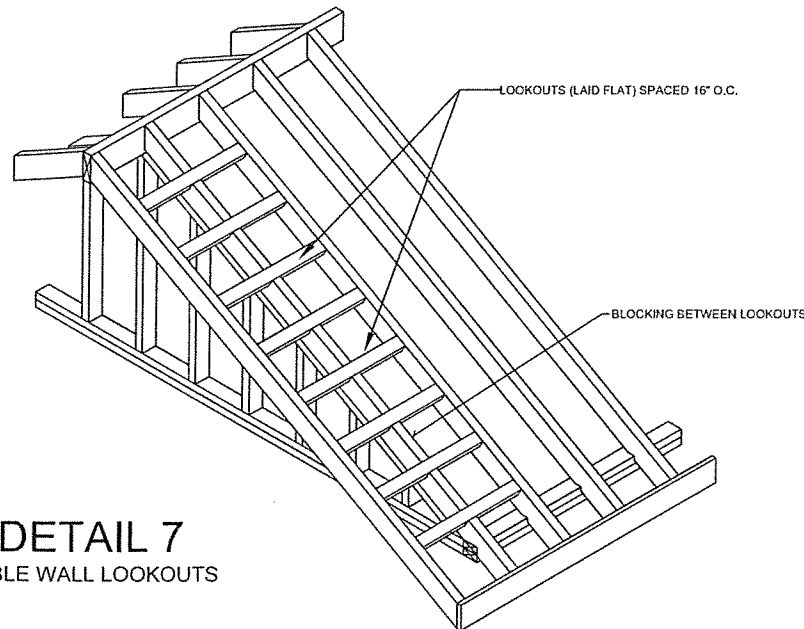 LOOKOUTS (LAID FLAT) SPACED 16" O.C.
BLOCKING BETWEEN LOOKOUTS
DETAIL 7
BLE WALL LOOKOUTS